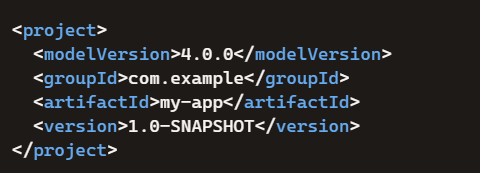 <project>
  <modelVersion>4.0.0</modelVersion>
  <groupId>com.example</groupId>
  <artifactId>my-app</artifactId>
  <version>1.0-SNAPSHOT</version>
</project>